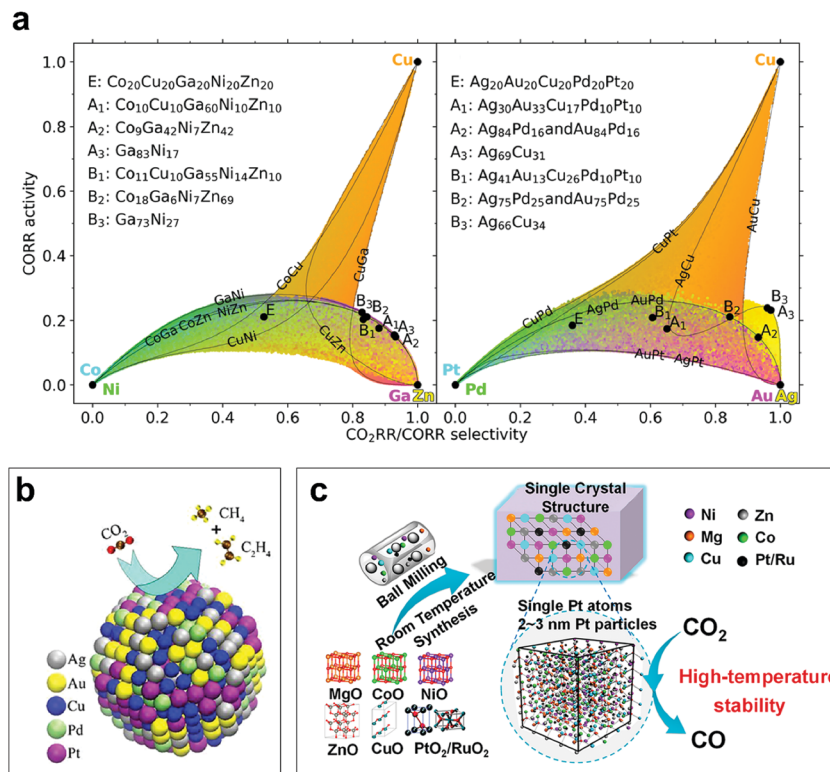 a
CORR activity
1.0
0.8
0.6
0.4
0.2
0.0
E: Co₂₀Cu₂₀Ga₂₀Ni₂₀Zn₂₀
A₁: Co₁₀Cu₁₀Ga₆₀Ni₁₀Zn₁₀
A₂: Co₉Ga₄₂Ni₇Zn₄₂
A₃: Ga₈₃Ni₁₇
B₁: Co₁₁Cu₁₀Ga₅₅Ni₁₄Zn₁₀
B₂: Co₁₈Ga₆Ni₇Zn₆₉
B₃: Ga₇₃Ni₂₇
Cu
CoCu
CuGa
GaNi
NiZn
CoGa
CoZn
CuNi
CuZn
E
B₃
B₂
B₁
A₁
A₃
A₂
Co
Ni
Ga
Zn
0.0 0.2 0.4 0.6 0.8 1.0
E: Ag₂₀Au₂₀Cu₂₀Pd₂₀Pt₂₀
A₁: Ag₃₀Au₃₃Cu₁₇Pd₁₀Pt₁₀
A₂: Ag₈₄Pd₁₆andAu₈₄Pd₁₆
A₃: Ag₆₉Cu₃₁
B₁: Ag₄₁Au₁₃Cu₂₆Pd₁₀Pt₁₀
B₂: Ag₇₅Pd₂₅andAu₇₅Pd₂₅
B₃: Ag₆₆Cu₃₄
Cu
CuPt
AgCu
AuCu
CuPd
AgPd
AuPd
AuPt
AgPt
E
B₁
A₁
B₂
B₃
A₃
A₂
Pt
Pd
Au
Ag
0.0 0.2 0.4 0.6 0.8 1.0
CO₂RR/CORR selectivity
b
CO₂
CH₄
+
C₂H₄
Ag
Au
Cu
Pd
Pt
c
Single Crystal
Structure
Ni
Zn
Mg
Co
Cu
Pt/Ru
Ball Milling
Room Temperature
Synthesis
MgO CoO NiO
ZnO CuO PtO₂/RuO₂
Single Pt atoms
2~3 nm Pt particles
CO₂
High-temperature
stability
CO